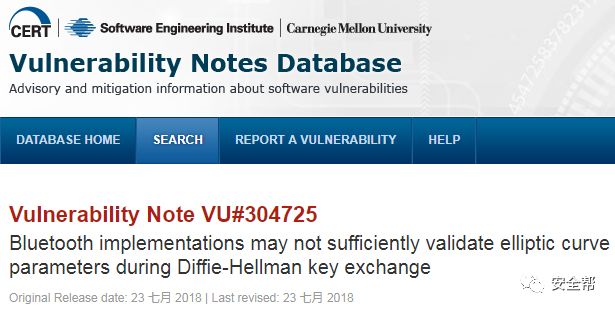 CERT Software Engineering Institute | Carnegie Mellon University
Vulnerability Notes Database
Advisory and mitigation information about software vulnerabilities
DATABASE HOME SEARCH REPORT A VULNERABILITY HELP
Vulnerability Note VU#304725
Bluetooth implementations may not sufficiently validate elliptic curve
parameters during Diffie-Hellman key exchange
Original Release date: 23 七月 2018 | Last revised: 23 七月 2018
安全帮